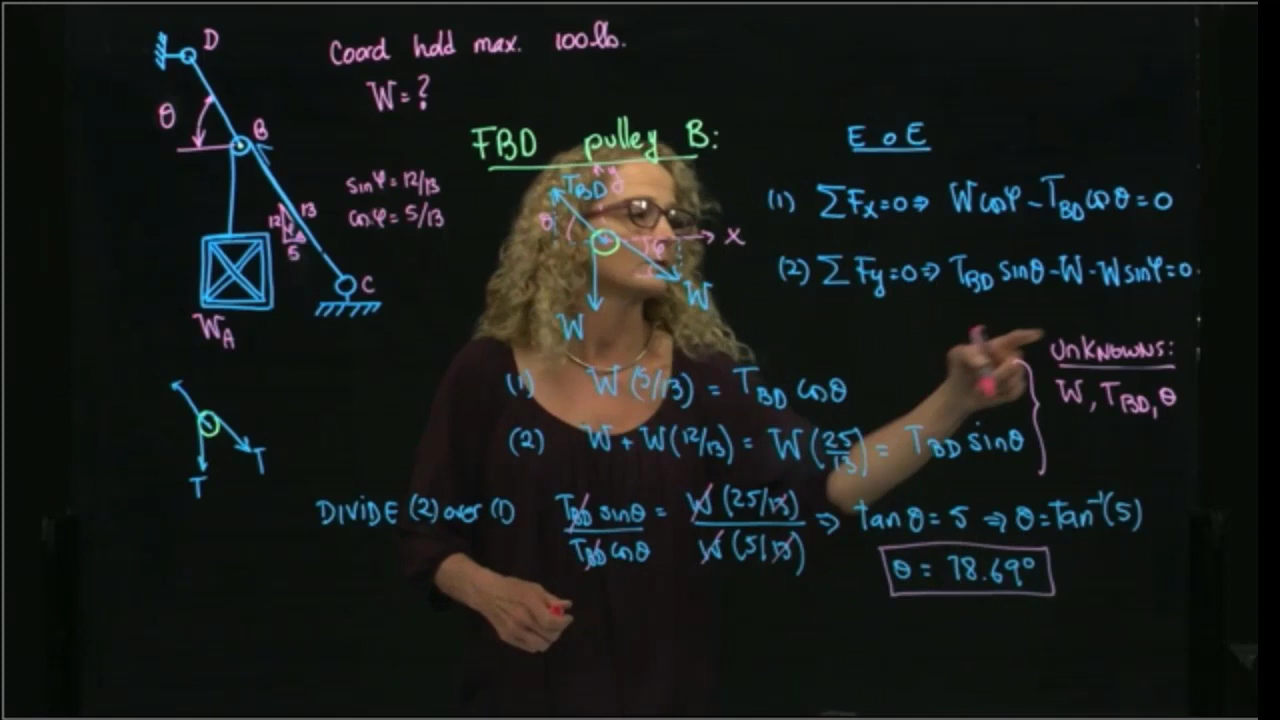 D
Coord hold max. 100 lb.
W = ?
θ
B
FBD pulley B:
E o E
sin φ = 12/13
cos φ = 5/13
12 13
5
C
W_A
T_BD y
θ
x
φ
W
W
(1) ΣFx=0 ⇒ W cos φ - T_BD cos θ = 0
(2) ΣFy=0 ⇒ T_BD sin θ - W - W sin φ = 0
UNKNOWNS:
W, T_BD, θ
(1) W (5/13) = T_BD cos θ
(2) W + W (12/13) = W (25/13) = T_BD sin θ
T
T
DIVIDE (2) over (1) T_BD sin θ / T_BD cos θ = W (25/13) / W (5/13) ⇒ tan θ = 5 ⇒ θ = tan⁻¹(5)
θ = 78.69°